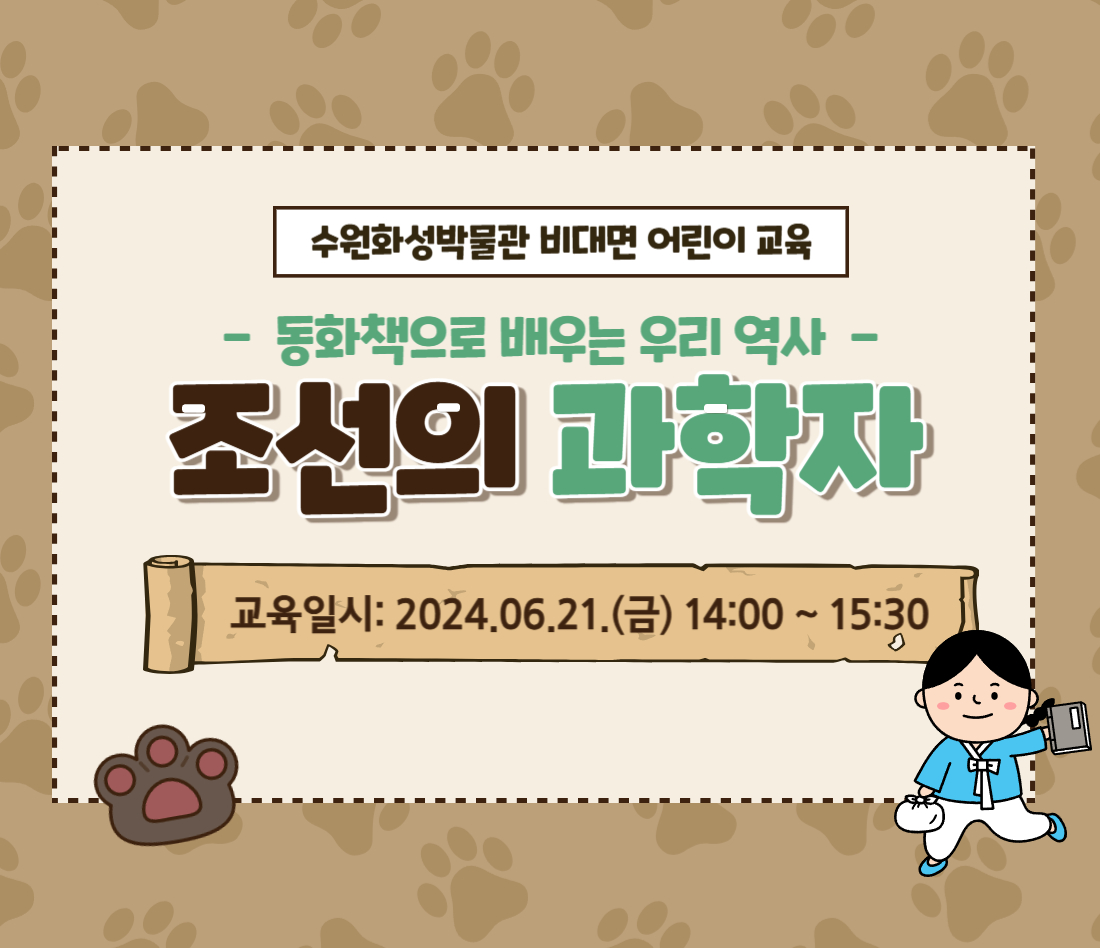 수원화성박물관 비대면 어린이 교육
- 동화책으로 배우는 우리 역사 -
조선의 과학자
교육일시: 2024.06.21.(금) 14:00 ~ 15:30